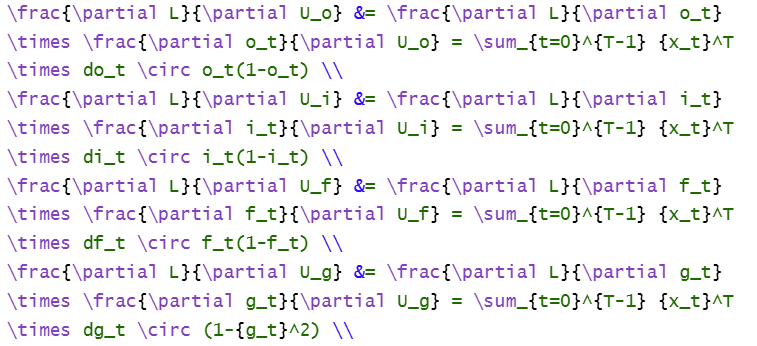 \frac{\partial L}{\partial U_o} &= \frac{\partial L}{\partial o_t}
\times \frac{\partial o_t}{\partial U_o} = \sum_{t=0}^{T-1} {x_t}^T
\times do_t \circ o_t(1-o_t) \\
\frac{\partial L}{\partial U_i} &= \frac{\partial L}{\partial i_t}
\times \frac{\partial i_t}{\partial U_i} = \sum_{t=0}^{T-1} {x_t}^T
\times di_t \circ i_t(1-i_t) \\
\frac{\partial L}{\partial U_f} &= \frac{\partial L}{\partial f_t}
\times \frac{\partial f_t}{\partial U_f} = \sum_{t=0}^{T-1} {x_t}^T
\times df_t \circ f_t(1-f_t) \\
\frac{\partial L}{\partial U_g} &= \frac{\partial L}{\partial g_t}
\times \frac{\partial g_t}{\partial U_g} = \sum_{t=0}^{T-1} {x_t}^T
\times dg_t \circ (1-{g_t}^2) \\